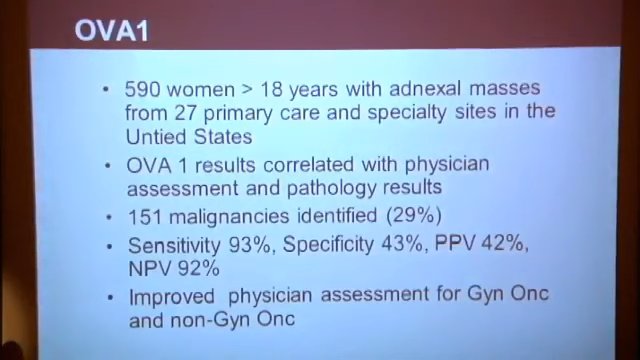 OVA1
• 590 women > 18 years with adnexal masses
from 27 primary care and specialty sites in the
Untied States
• OVA 1 results correlated with physician
assessment and pathology results
• 151 malignancies identified (29%)
• Sensitivity 93%, Specificity 43%, PPV 42%,
NPV 92%
• Improved physician assessment for Gyn Onc
and non-Gyn Onc